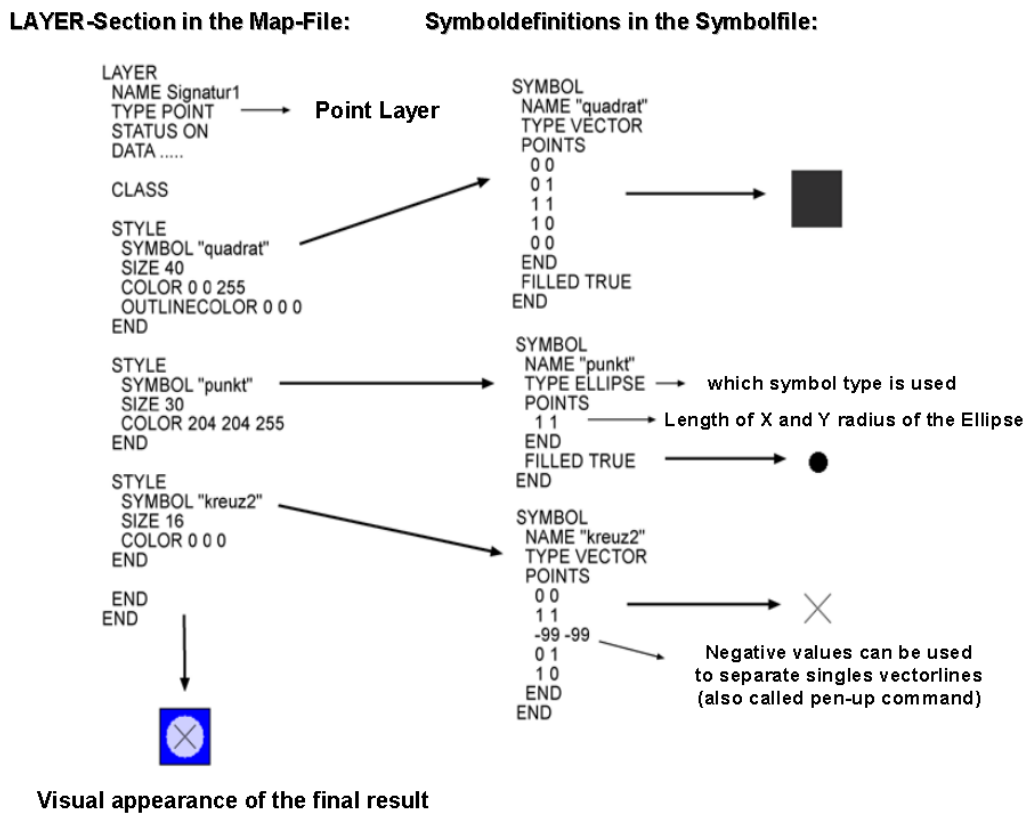 LAYER-Section in the Map-File:
Symboldefinitions in the Symbolfile:
LAYER
NAME Signatur1
TYPE POINT
Point Layer
STATUS ON
DATA .....
CLASS
STYLE
SYMBOL "quadrat"
SIZE 40
COLOR 0 0 255
OUTLINECOLOR 0 0 0
END
STYLE
SYMBOL "punkt"
SIZE 30
COLOR 204 204 255
END
STYLE
SYMBOL "kreuz2"
SIZE 16
COLOR 0 0 0
END
END
END
Visual appearance of the final result
SYMBOL
NAME "quadrat"
TYPE VECTOR
POINTS
0 0
0 1
1 1
1 0
0 0
END
FILLED TRUE
END
SYMBOL
NAME "punkt"
TYPE ELLIPSE
which symbol type is used
POINTS
1 1
Length of X and Y radius of the Ellipse
END
FILLED TRUE
END
SYMBOL
NAME "kreuz2"
TYPE VECTOR
POINTS
0 0
1 1
-99 -99
0 1
1 0
END
END
Negative values can be used
to separate singles vectorlines
(also called pen-up command)